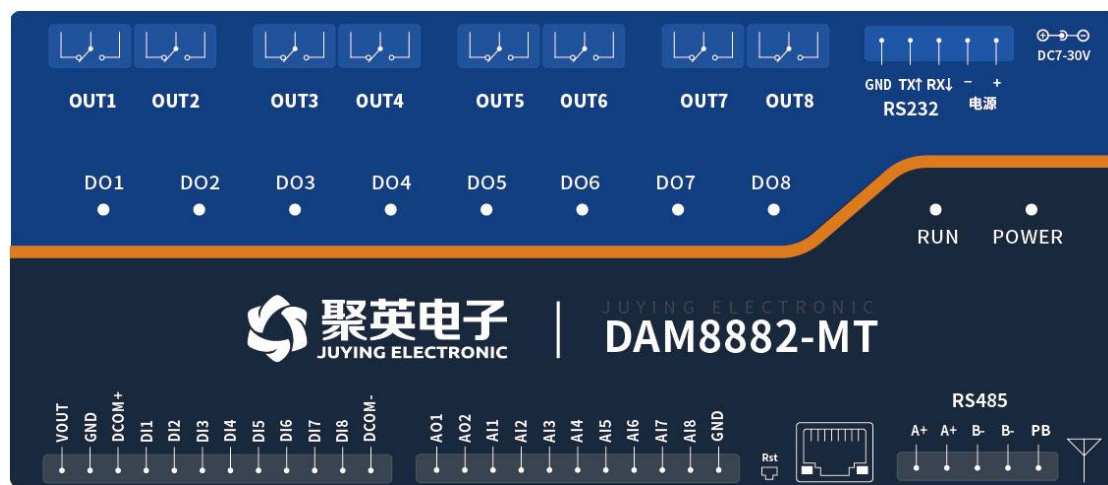 OUT1 OUT2 OUT3 OUT4 OUT5 OUT6 OUT7 OUT8
GND TX↑ RX↓ − +
RS232 电源
DC7-30V
DO1 DO2 DO3 DO4 DO5 DO6 DO7 DO8
RUN POWER
聚英电子
JUYING ELECTRONIC
JUYING ELECTRONIC
DAM8882-MT
VOUT GND DCOM+ DI1 DI2 DI3 DI4 DI5 DI6 DI7 DI8 DCOM-
AO1 AO2 AI1 AI2 AI3 AI4 AI5 AI6 AI7 AI8 GND
Rst
RS485
A+ A+ B- B- PB